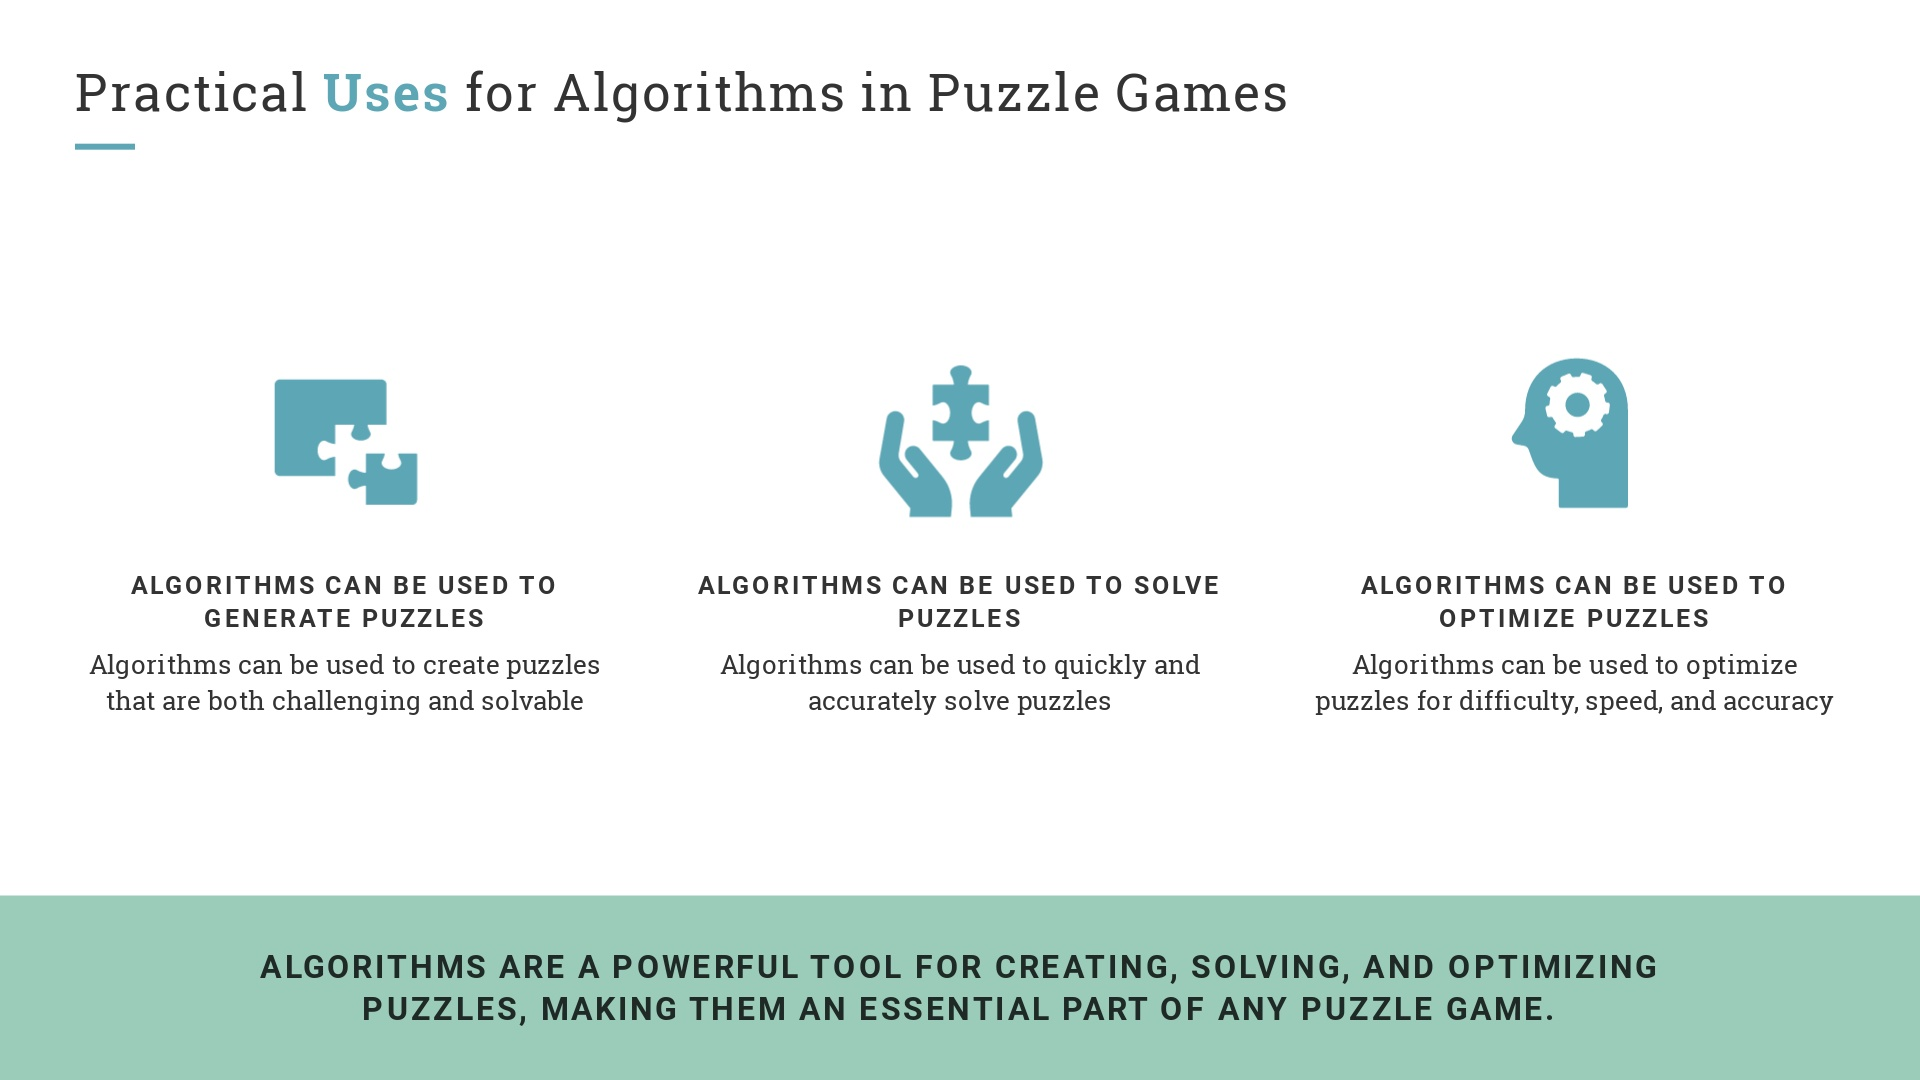 Practical Uses for Algorithms in Puzzle Games
ALGORITHMS CAN BE USED TO
GENERATE PUZZLES
Algorithms can be used to create puzzles
that are both challenging and solvable
ALGORITHMS CAN BE USED TO SOLVE
PUZZLES
Algorithms can be used to quickly and
accurately solve puzzles
ALGORITHMS CAN BE USED TO
OPTIMIZE PUZZLES
Algorithms can be used to optimize
puzzles for difficulty, speed, and accuracy
ALGORITHMS ARE A POWERFUL TOOL FOR CREATING, SOLVING, AND OPTIMIZING
PUZZLES, MAKING THEM AN ESSENTIAL PART OF ANY PUZZLE GAME.